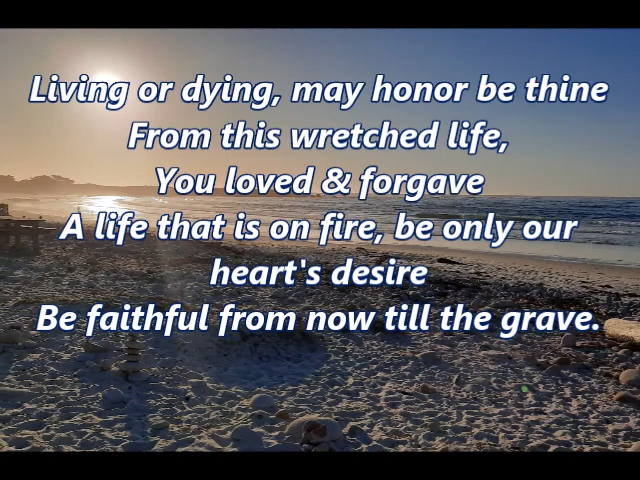 Living or dying, may honor be thine
From this wretched life,
You loved & forgave
A life that is on fire, be only our
heart's desire
Be faithful from now till the grave.